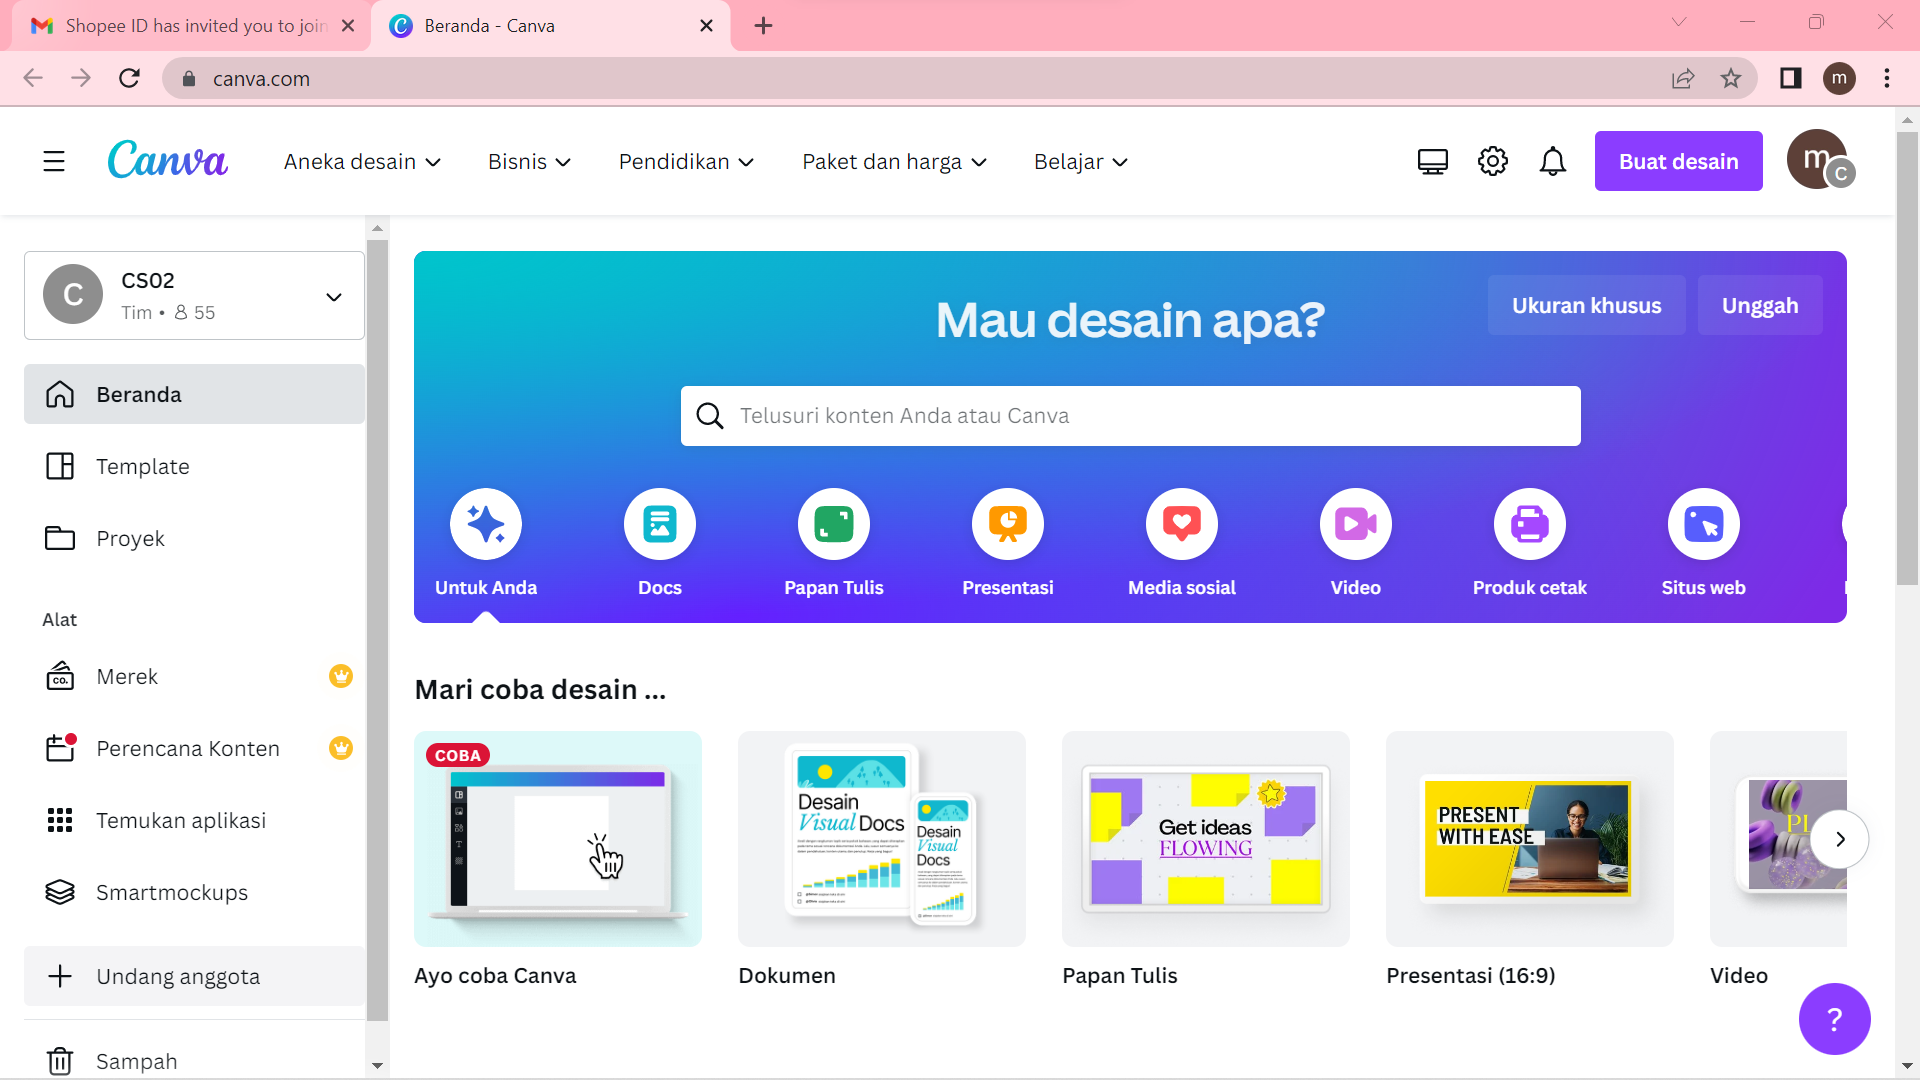 Shopee ID has invited you to join
Beranda - Canva
canva.com
m
Canva
Aneka desain
Bisnis
Pendidikan
Paket dan harga
Belajar
Buat desain
m
C
C
CS02
Tim • 55
Beranda
Template
Proyek
Alat
CO.
Merek
Perencana Konten
Temukan aplikasi
Smartmockups
Undang anggota
Sampah
Mau desain apa?
Ukuran khusus
Unggah
Telusuri konten Anda atau Canva
Untuk Anda
Docs
Papan Tulis
Presentasi
Media sosial
Video
Produk cetak
Situs web
Mari coba desain ...
COBA
Desain
Visual Docs
Desain
Visual
Docs
Get ideas
FLOWING
PRESENT
WITH EASE
Ayo coba Canva
Dokumen
Papan Tulis
Presentasi (16:9)
Video
?